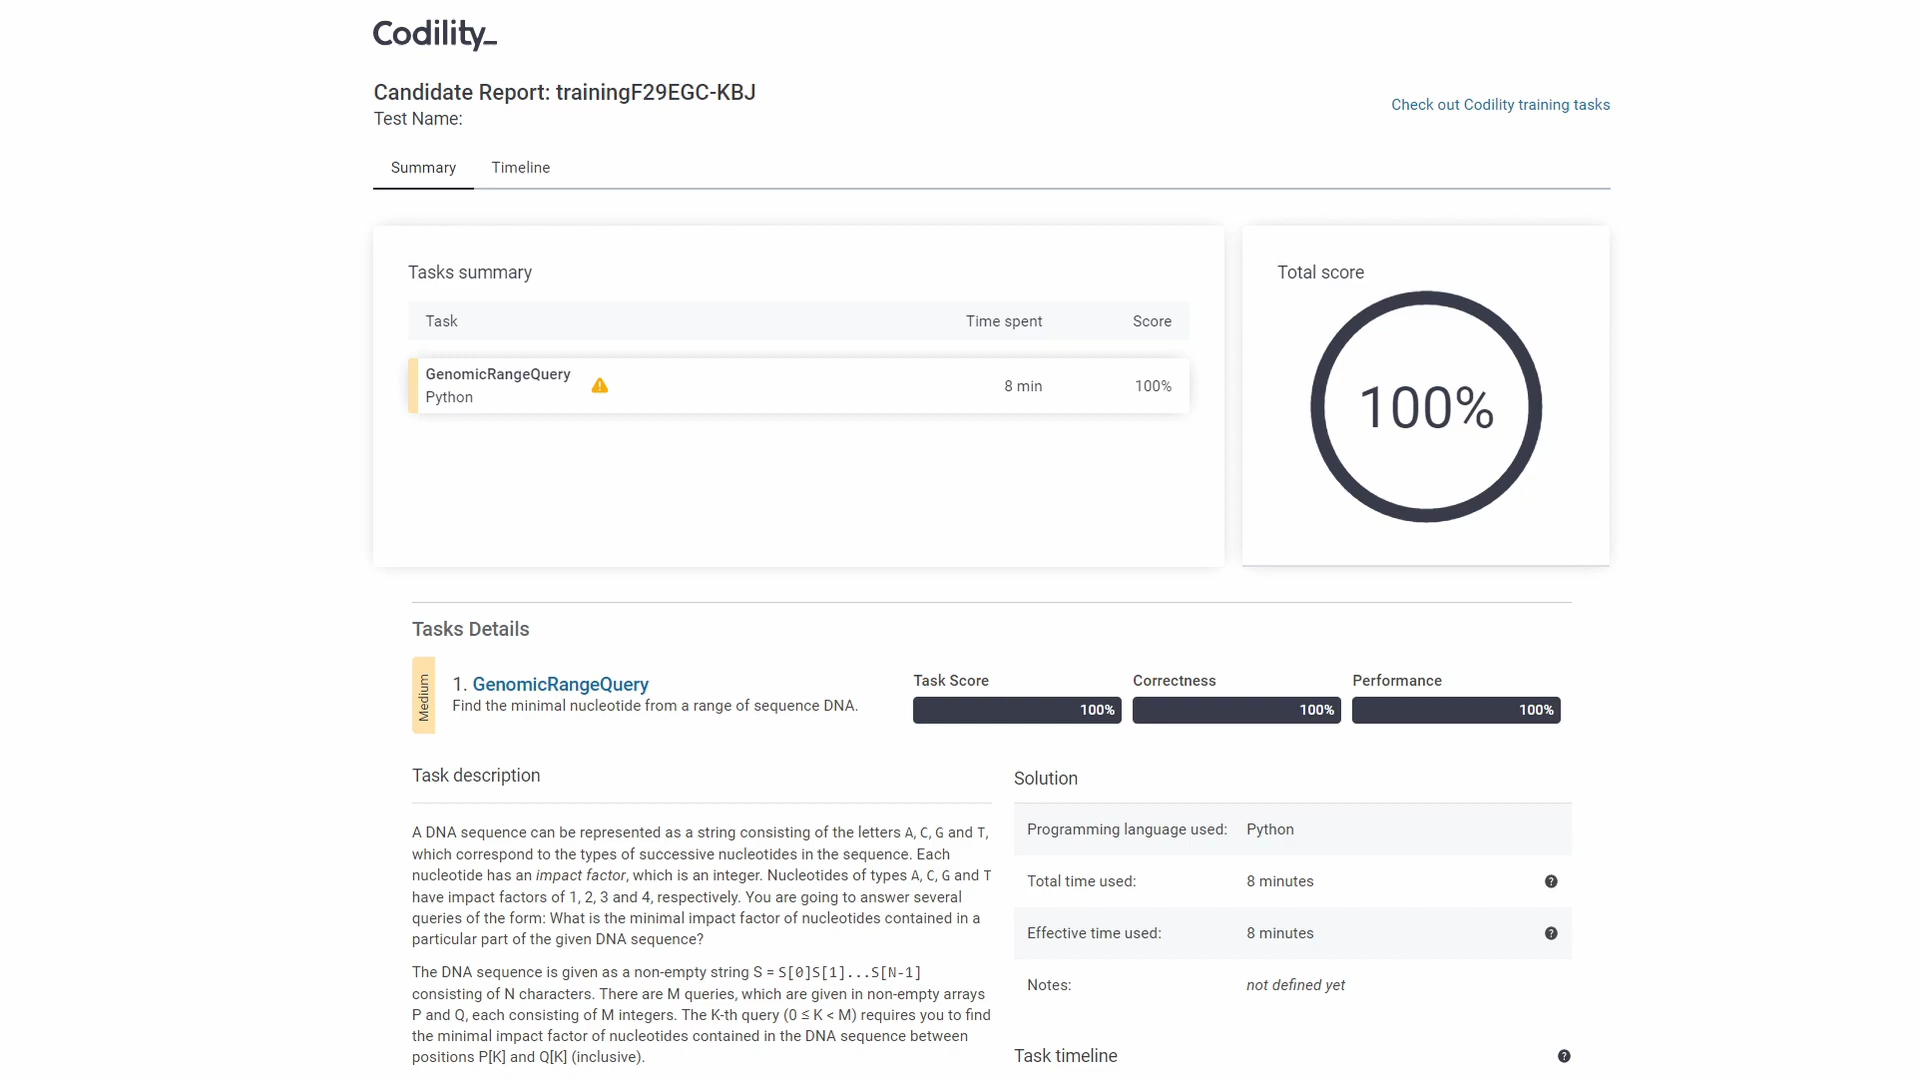 Codility_
Candidate Report: trainingF29EGC-KBJ
Test Name:
Check out Codility training tasks
Summary
Timeline
Tasks summary
Task
Time spent
Score
GenomicRangeQuery
Python
8 min
100%
Total score
100%
Tasks Details
Medium
1. GenomicRangeQuery
Find the minimal nucleotide from a range of sequence DNA.
Task Score
100%
Correctness
100%
Performance
100%
Task description
A DNA sequence can be represented as a string consisting of the letters A, C, G and T,
which correspond to the types of successive nucleotides in the sequence. Each
nucleotide has an impact factor, which is an integer. Nucleotides of types A, C, G and T
have impact factors of 1, 2, 3 and 4, respectively. You are going to answer several
queries of the form: What is the minimal impact factor of nucleotides contained in a
particular part of the given DNA sequence?
The DNA sequence is given as a non-empty string S = S[0]S[1]...S[N-1]
consisting of N characters. There are M queries, which are given in non-empty arrays
P and Q, each consisting of M integers. The K-th query (0 ≤ K < M) requires you to find
the minimal impact factor of nucleotides contained in the DNA sequence between
positions P[K] and Q[K] (inclusive).
Solution
Programming language used: Python
Total time used: 8 minutes ?
Effective time used: 8 minutes ?
Notes: not defined yet
Task timeline ?